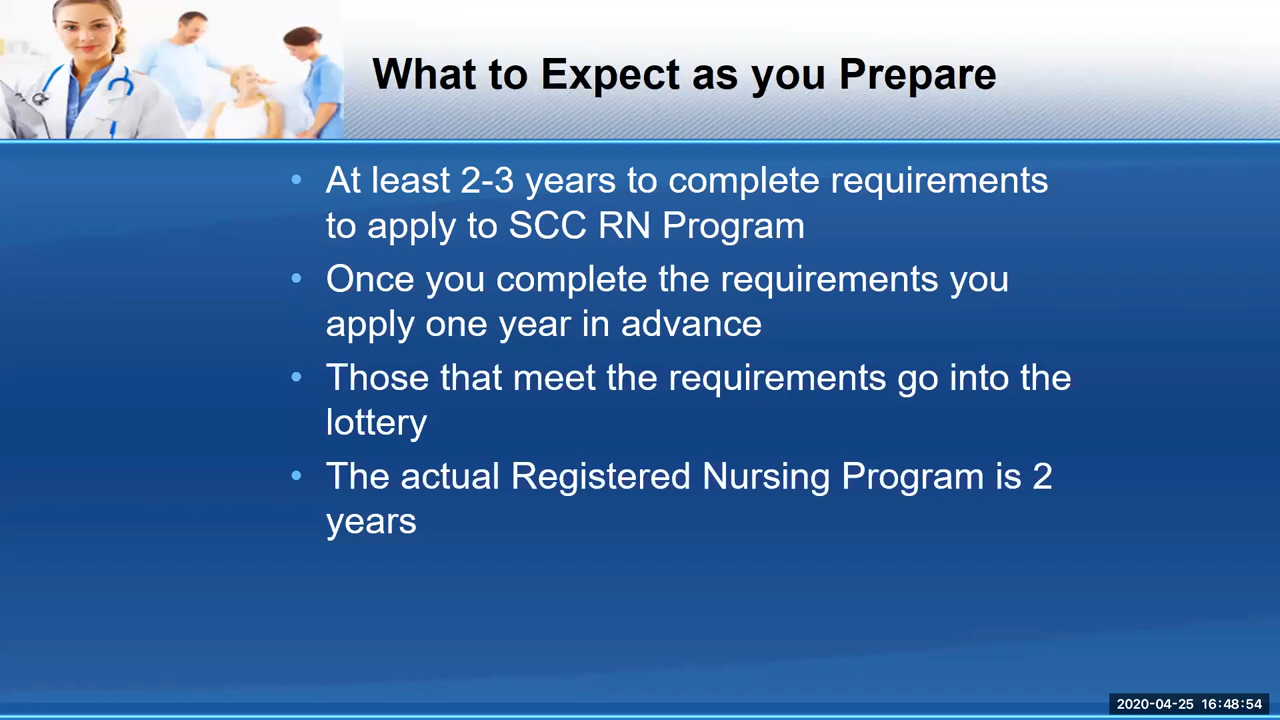 What to Expect as you Prepare
• At least 2-3 years to complete requirements
to apply to SCC RN Program
• Once you complete the requirements you
apply one year in advance
• Those that meet the requirements go into the
lottery
• The actual Registered Nursing Program is 2
years
2020-04-25 16:48:54